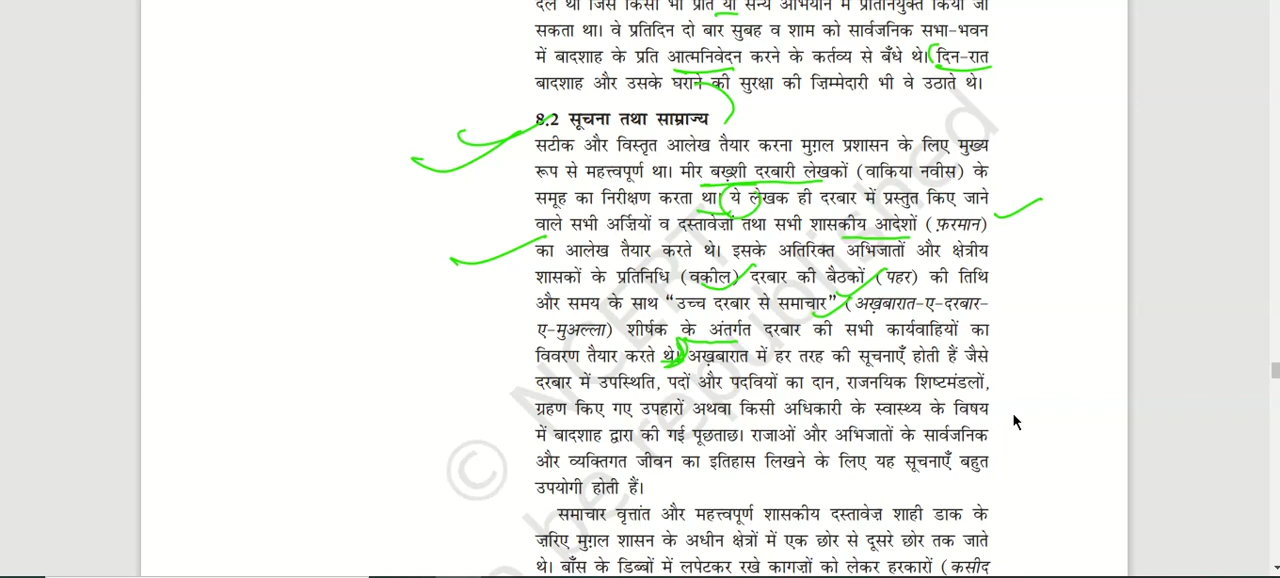 दल था जिसे किसी भी प्रांत या सैन्य अभियान में प्रतिनियुक्त किया जा
सकता था। वे प्रतिदिन दो बार सुबह व शाम को सार्वजनिक सभा-भवन
में बादशाह के प्रति आत्मनिवेदन करने के कर्तव्य से बँधे थे। दिन-रात
बादशाह और उसके घराने की सुरक्षा की ज़िम्मेदारी भी वे उठाते थे।
8.2 सूचना तथा साम्राज्य
सटीक और विस्तृत आलेख तैयार करना मुग़ल प्रशासन के लिए मुख्य
रूप से महत्त्वपूर्ण था। मीर बख़्शी दरबारी लेखकों (वाकिया नवीस) के
समूह का निरीक्षण करता था। ये लेखक ही दरबार में प्रस्तुत किए जाने
वाले सभी अर्ज़ियों व दस्तावेज़ों तथा सभी शासकीय आदेशों (फ़रमान)
का आलेख तैयार करते थे। इसके अतिरिक्त अभिजातों और क्षेत्रीय
शासकों के प्रतिनिधि (वकील) दरबार की बैठकों (पहर) की तिथि
और समय के साथ “उच्च दरबार से समाचार” (अख़बारात-ए-दरबार-
ए-मुअल्ला) शीर्षक के अंतर्गत दरबार की सभी कार्यवाहियों का
विवरण तैयार करते थे। अख़बारात में हर तरह की सूचनाएँ होती हैं जैसे
दरबार में उपस्थिति, पदों और पदवियों का दान, राजनयिक शिष्टमंडलों,
ग्रहण किए गए उपहारों अथवा किसी अधिकारी के स्वास्थ्य के विषय
में बादशाह द्वारा की गई पूछताछ। राजाओं और अभिजातों के सार्वजनिक
और व्यक्तिगत जीवन का इतिहास लिखने के लिए यह सूचनाएँ बहुत
उपयोगी होती हैं।
समाचार वृत्तांत और महत्त्वपूर्ण शासकीय दस्तावेज़ शाही डाक के
ज़रिए मुग़ल शासन के अधीन क्षेत्रों में एक छोर से दूसरे छोर तक जाते
थे। बाँस के डिब्बों में लपेटकर रखे कागज़ों को लेकर हरकारों (कसीद
© NCERT
be republished